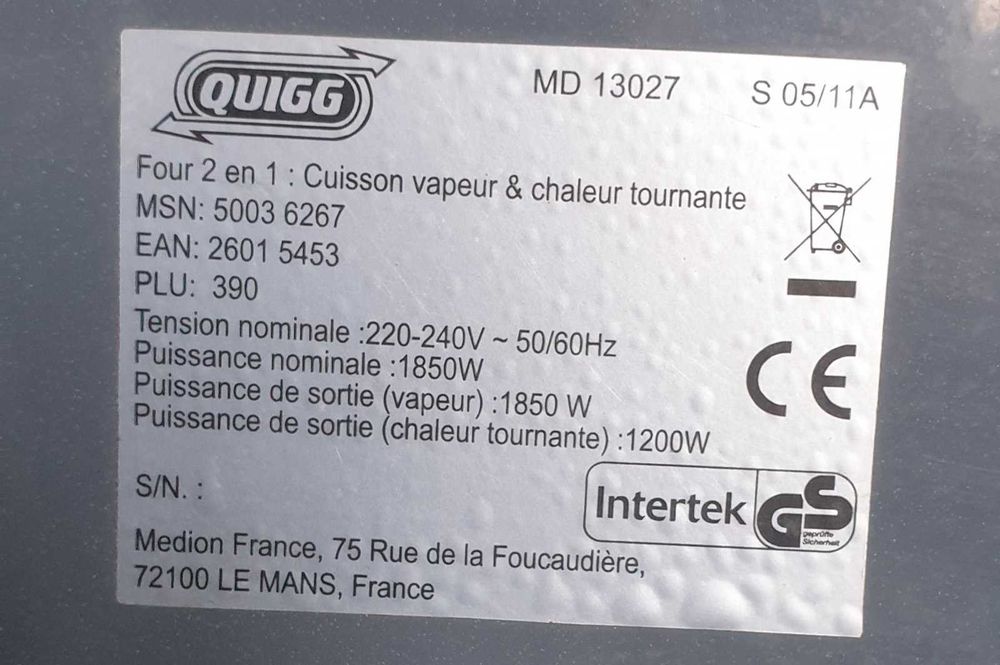 QUIGG
MD 13027
S 05/11A
Four 2 en 1 : Cuisson vapeur & chaleur tournante
MSN: 5003 6267
EAN: 2601 5453
PLU: 390
Tension nominale :220-240V ~ 50/60Hz
Puissance nominale :1850W
Puissance de sortie (vapeur) :1850 W
Puissance de sortie (chaleur tournante) :1200W
CE
S/N. :
Intertek
GS
geprüfte
Sicherheit
Medion France, 75 Rue de la Foucaudière,
72100 LE MANS, France